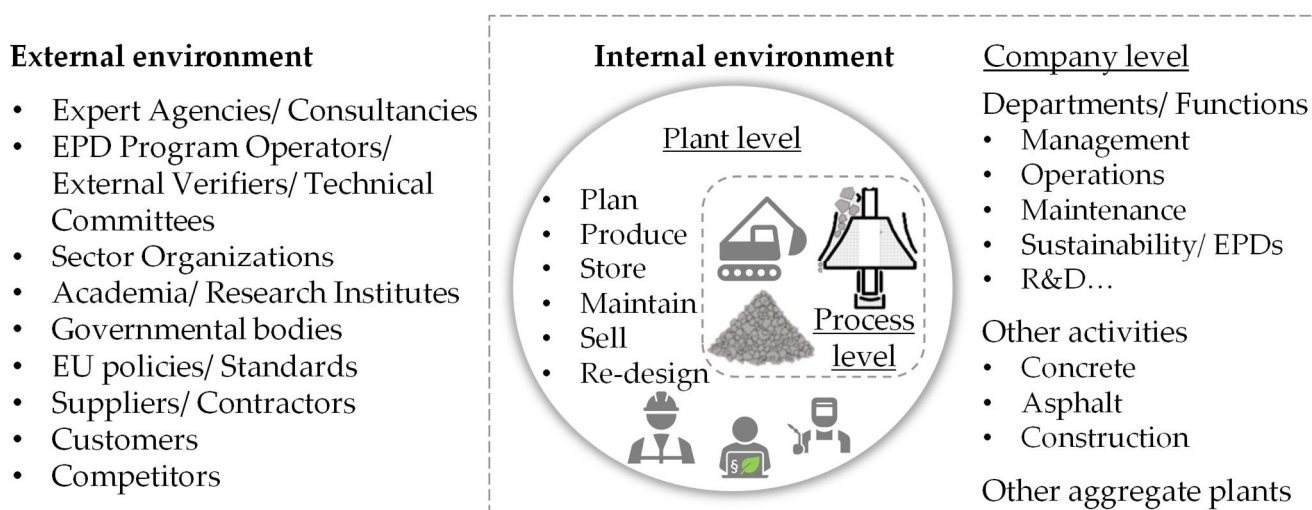 External environment
• Expert Agencies/ Consultancies
• EPD Program Operators/
External Verifiers/ Technical
Committees
• Sector Organizations
• Academia/ Research Institutes
• Governmental bodies
• EU policies/ Standards
• Suppliers/ Contractors
• Customers
• Competitors
Internal environment
Plant level
• Plan
• Produce
• Store
• Maintain
• Sell
• Re-design
Process
level
§
Company level
Departments/ Functions
• Management
• Operations
• Maintenance
• Sustainability/ EPDs
• R&D…
Other activities
• Concrete
• Asphalt
• Construction
Other aggregate plants